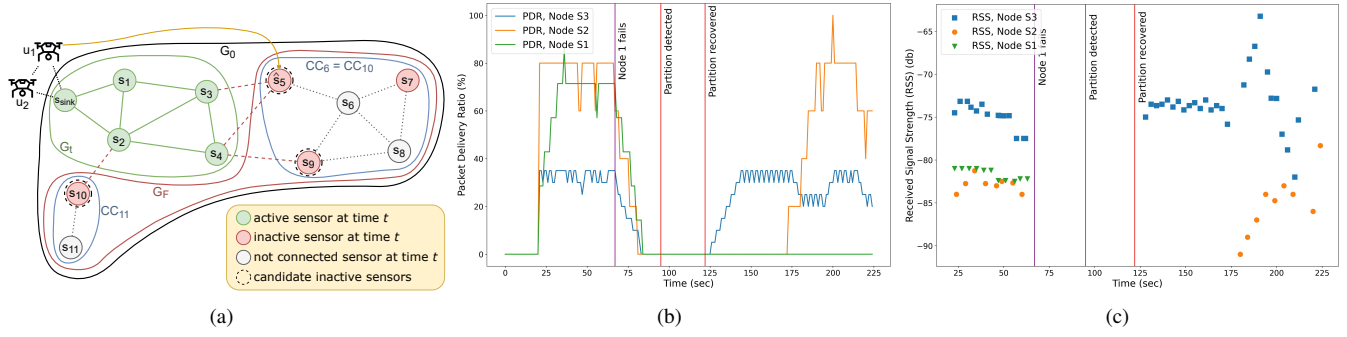 u1
u2
G0
CC6 = CC10
s1
ŝ5
s7
ssink
s3
s6
s2
s4
s9
s8
Gt
GF
s10
CC11
s11
active sensor at time t
inactive sensor at time t
not connected sensor at time t
candidate inactive sensors
(a)
PDR, Node S3
PDR, Node S2
PDR, Node S1
Node 1 fails
Partition detected
Partition recovered
Packet Delivery Ratio (%)
100
80
60
40
20
0
0 25 50 75 100 125 150 175 200 225
Time (sec)
(b)
RSS, Node S3
RSS, Node S2
RSS, Node S1
Node 1 fails
Partition detected
Partition recovered
Received Signal Strength (RSS) (db)
−65
−70
−75
−80
−85
−90
25 50 75 100 125 150 175 200 225
Time (sec)
(c)